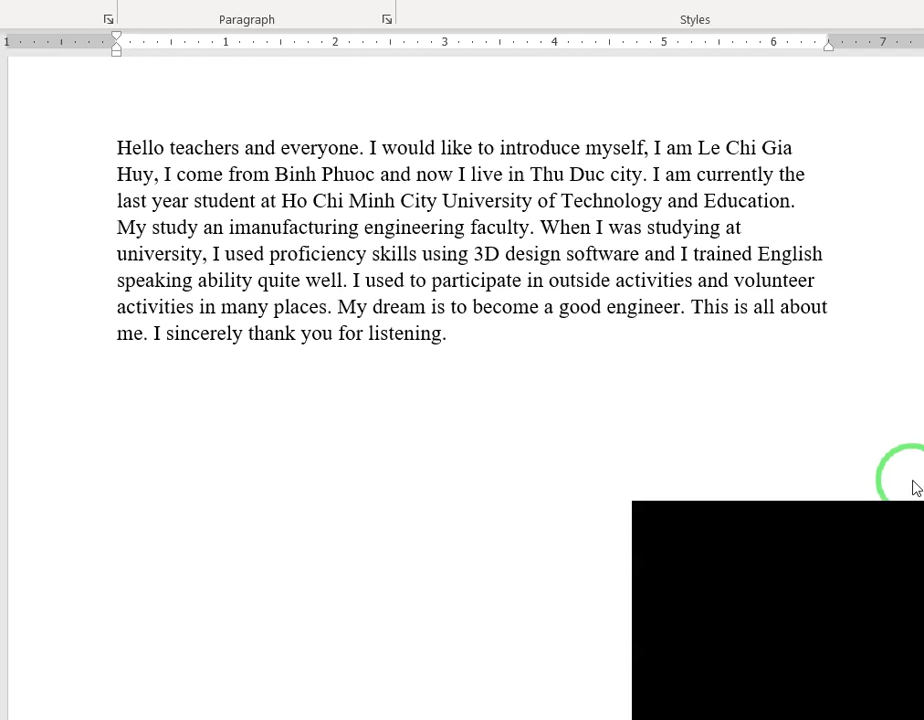 Paragraph
Styles
1 1 2 3 4 5 6 7
Hello teachers and everyone. I would like to introduce myself, I am Le Chi Gia
Huy, I come from Binh Phuoc and now I live in Thu Duc city. I am currently the
last year student at Ho Chi Minh City University of Technology and Education.
My study an imanufacturing engineering faculty. When I was studying at
university, I used proficiency skills using 3D design software and I trained English
speaking ability quite well. I used to participate in outside activities and volunteer
activities in many places. My dream is to become a good engineer. This is all about
me. I sincerely thank you for listening.